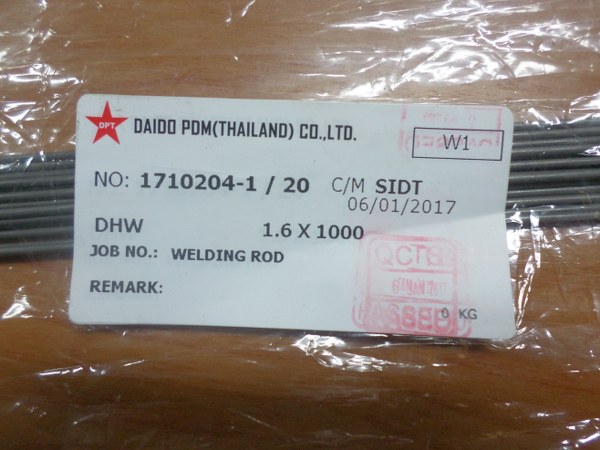 DPT
DAIDO PDM(THAILAND) CO.,LTD.
W1
NO: 1710204-1 / 20 C/M SIDT
06/01/2017
DHW 1.6 X 1000
JOB NO.: WELDING ROD
REMARK:
QCTS
PASSED
0 KG